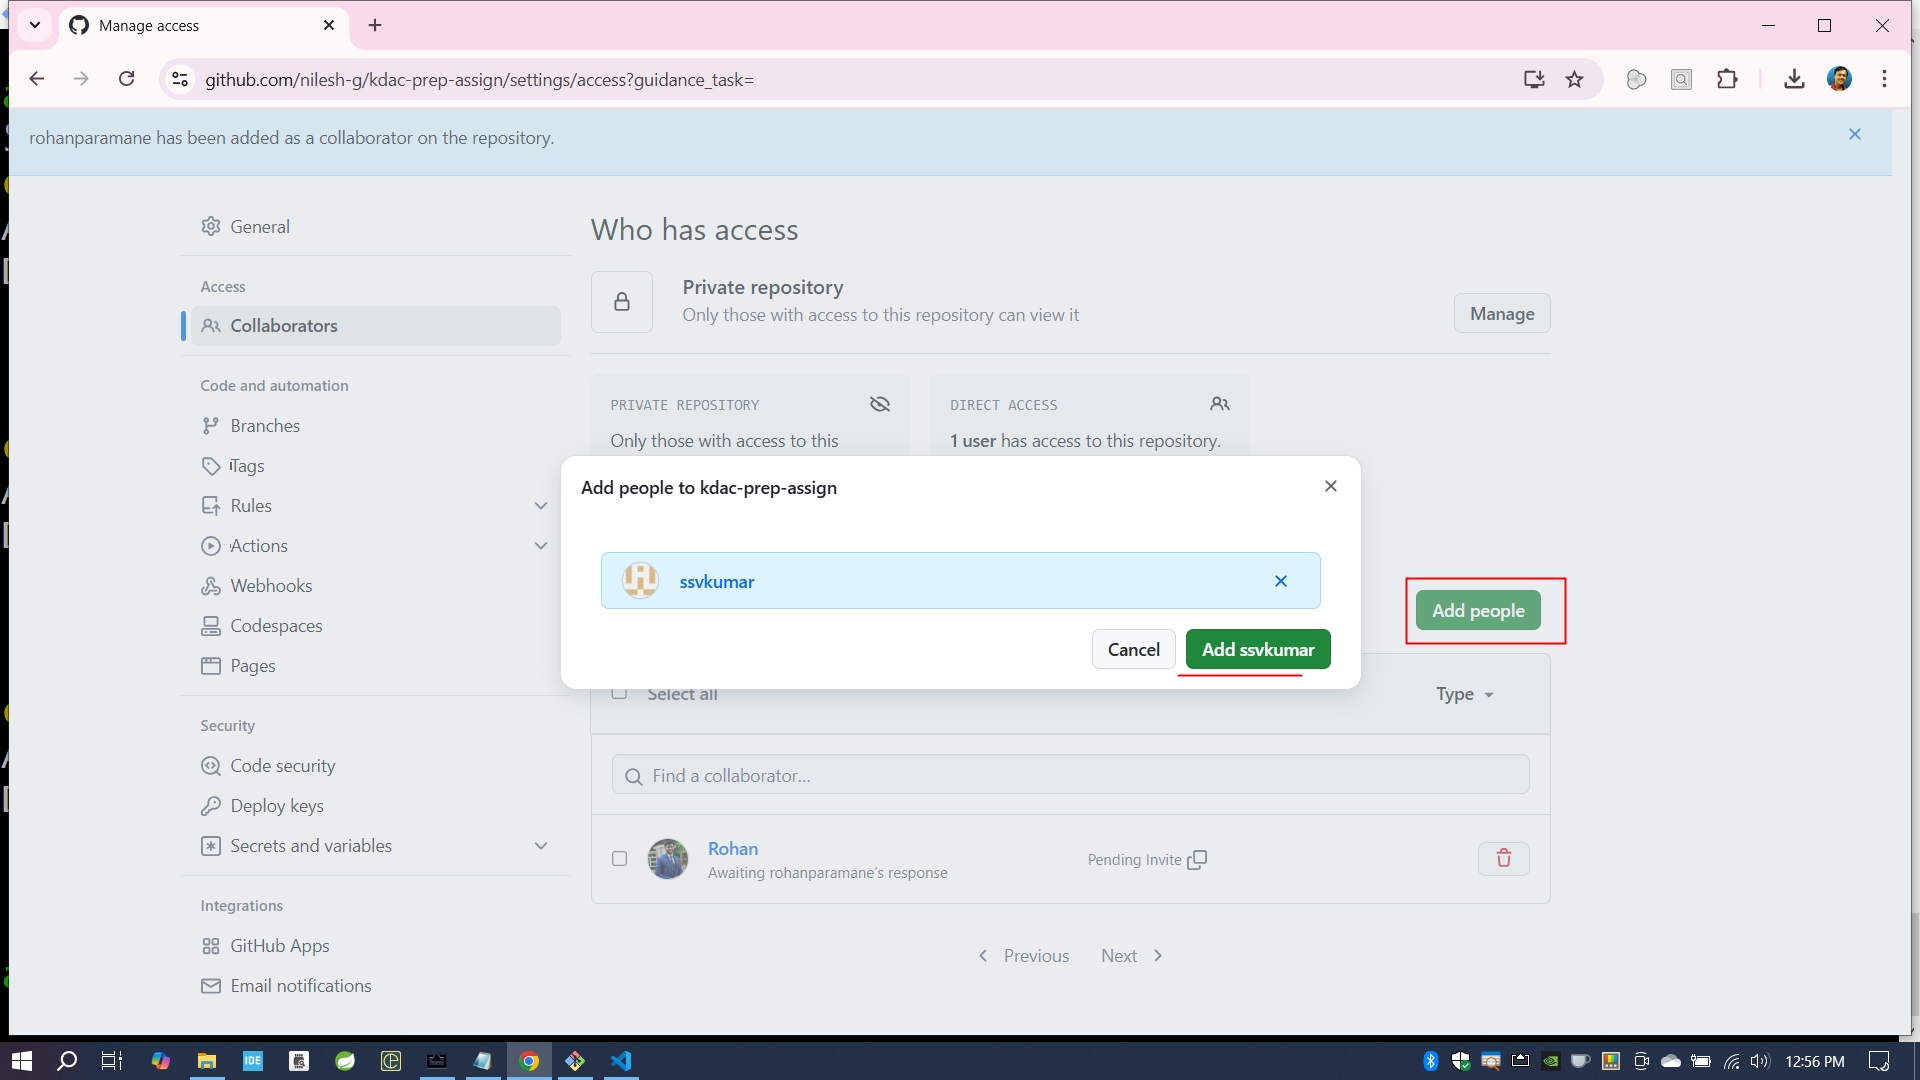 Manage access
github.com/nilesh-g/kdac-prep-assign/settings/access?guidance_task=
rohanparamane has been added as a collaborator on the repository.
General
Access
Collaborators
Code and automation
Branches
Tags
Rules
Actions
Webhooks
Codespaces
Pages
Security
Code security
Deploy keys
Secrets and variables
Integrations
GitHub Apps
Email notifications
Who has access
Private repository
Only those with access to this repository can view it
Manage
PRIVATE REPOSITORY
Only those with access to this
DIRECT ACCESS
1 user has access to this repository.
Add people to kdac-prep-assign
ssvkumar
Cancel
Add ssvkumar
Add people
Select all
Type
Find a collaborator...
Rohan
Awaiting rohanparamane's response
Pending Invite
Previous
Next
IDE
12:56 PM